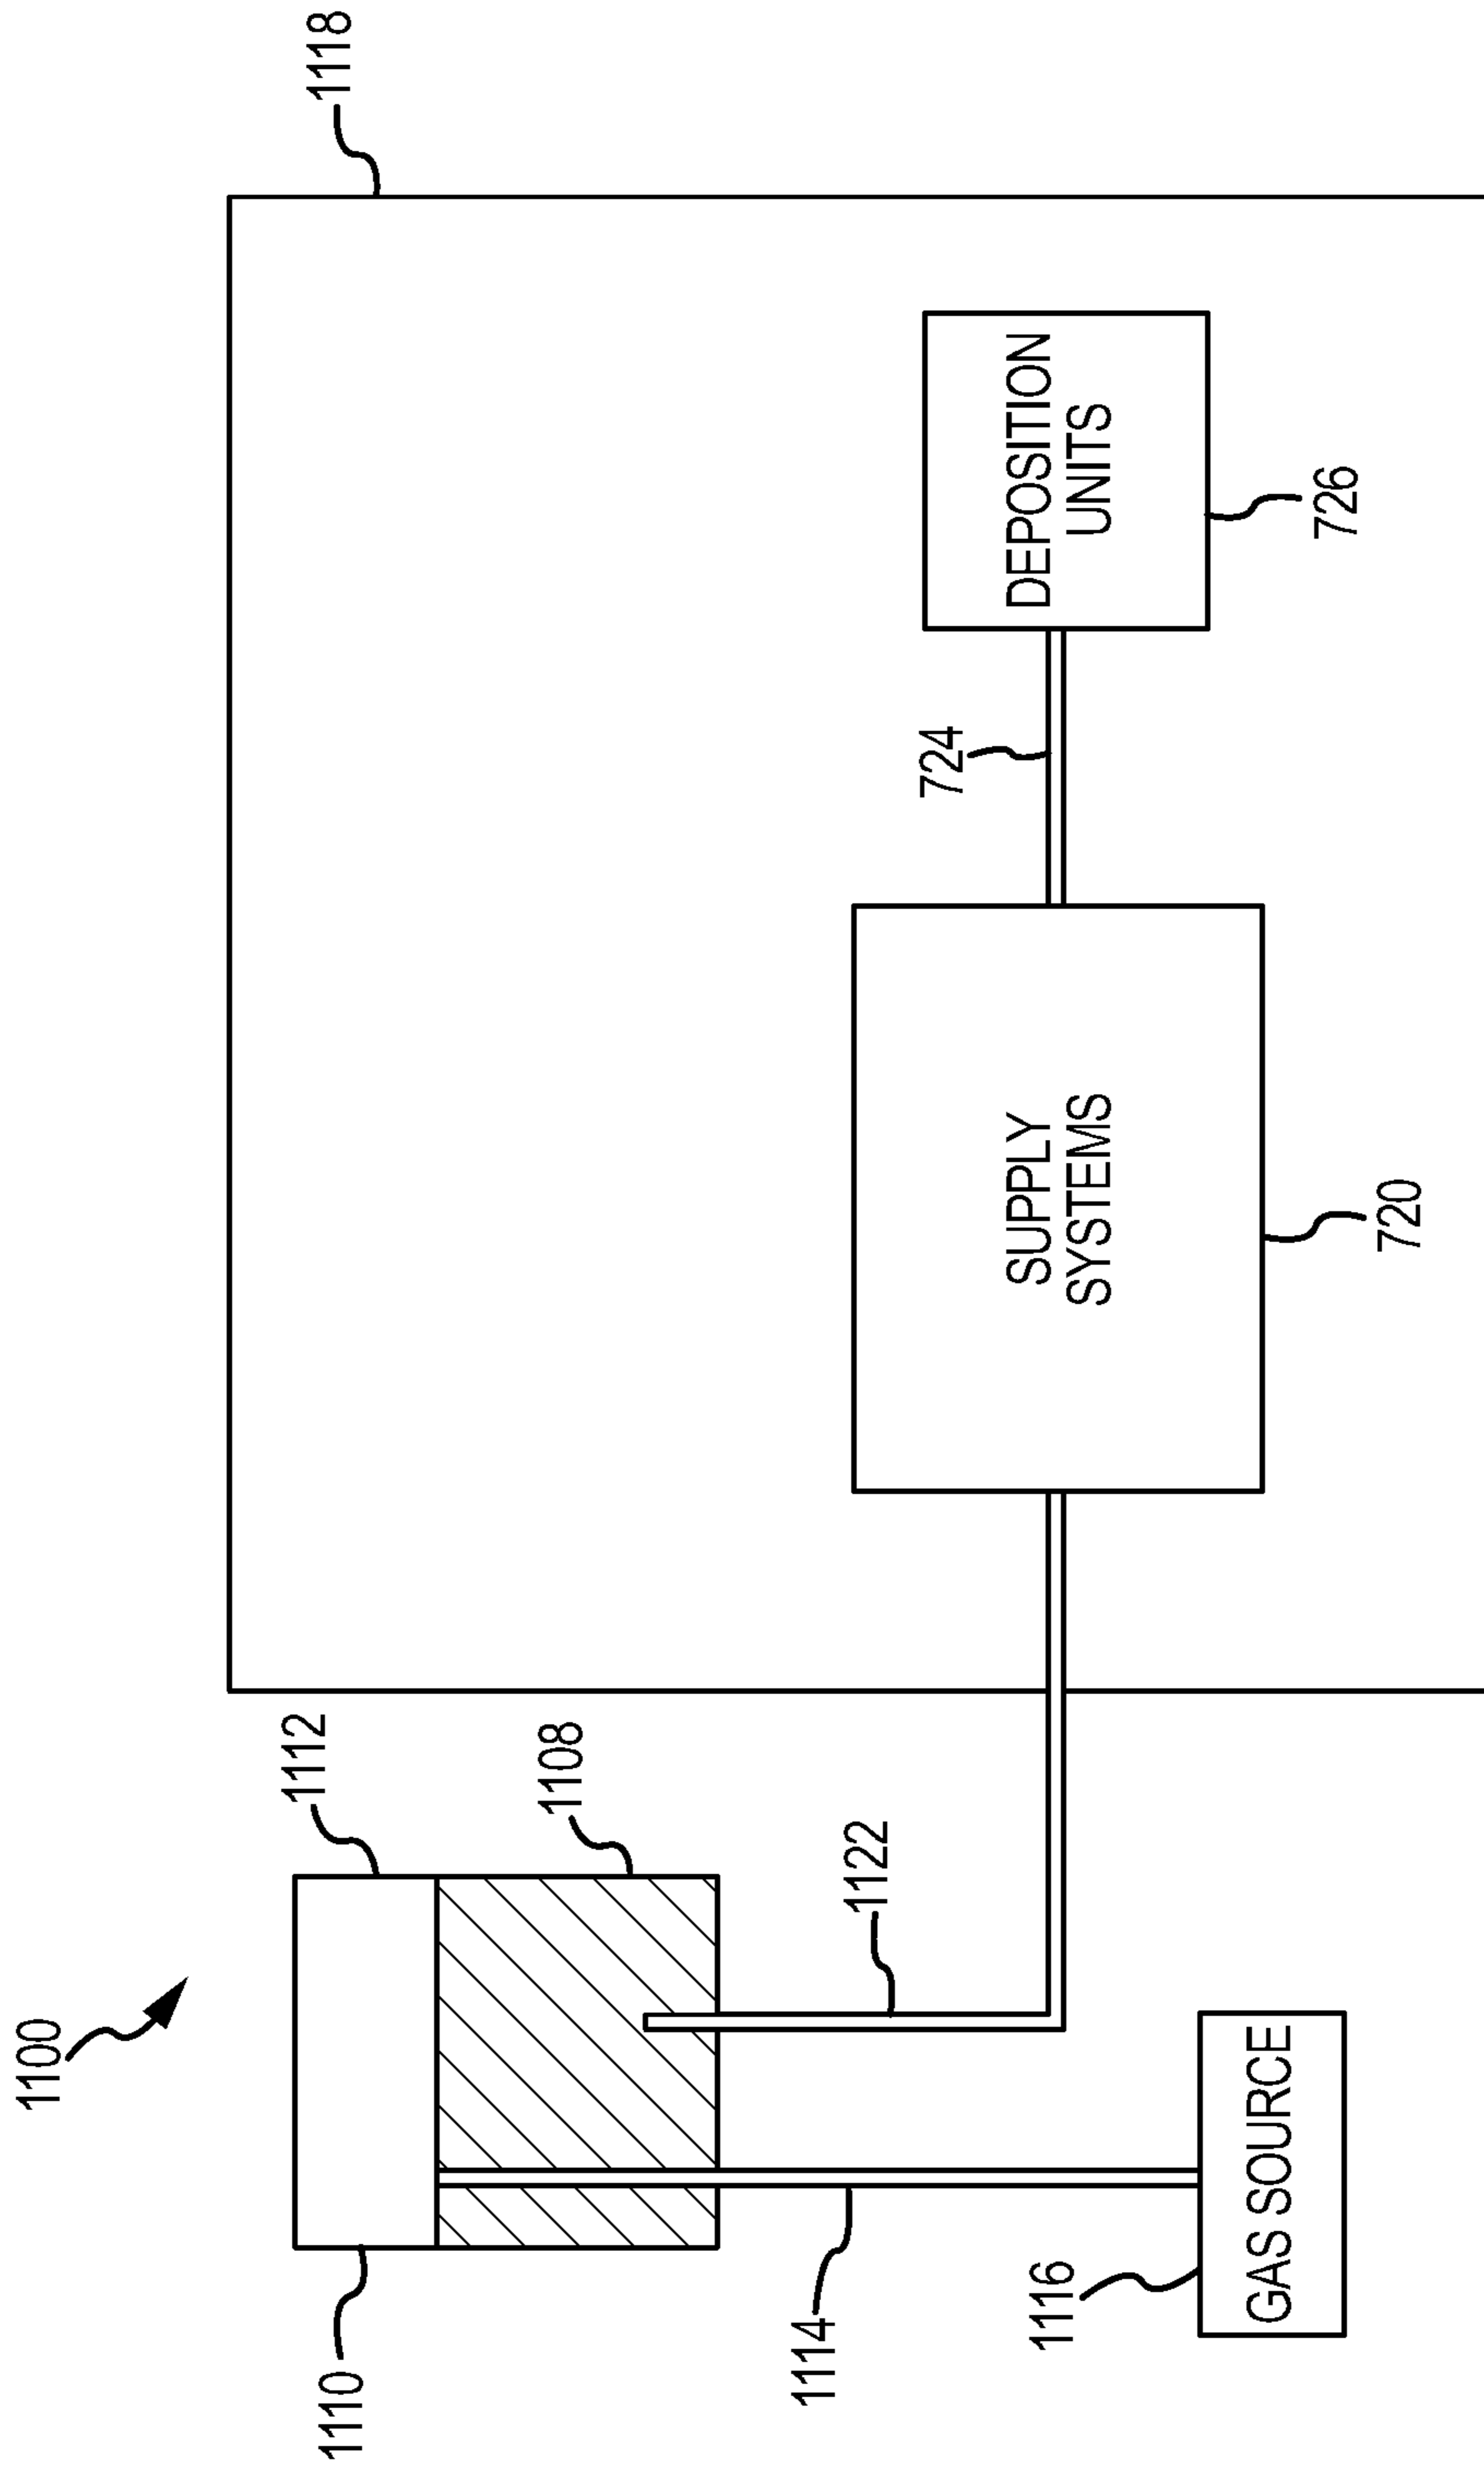 1100
1112
1118
1110
1108
1114
1122
724
1116
SUPPLY
SYSTEMS
DEPOSITION
UNITS
GAS SOURCE
726
720